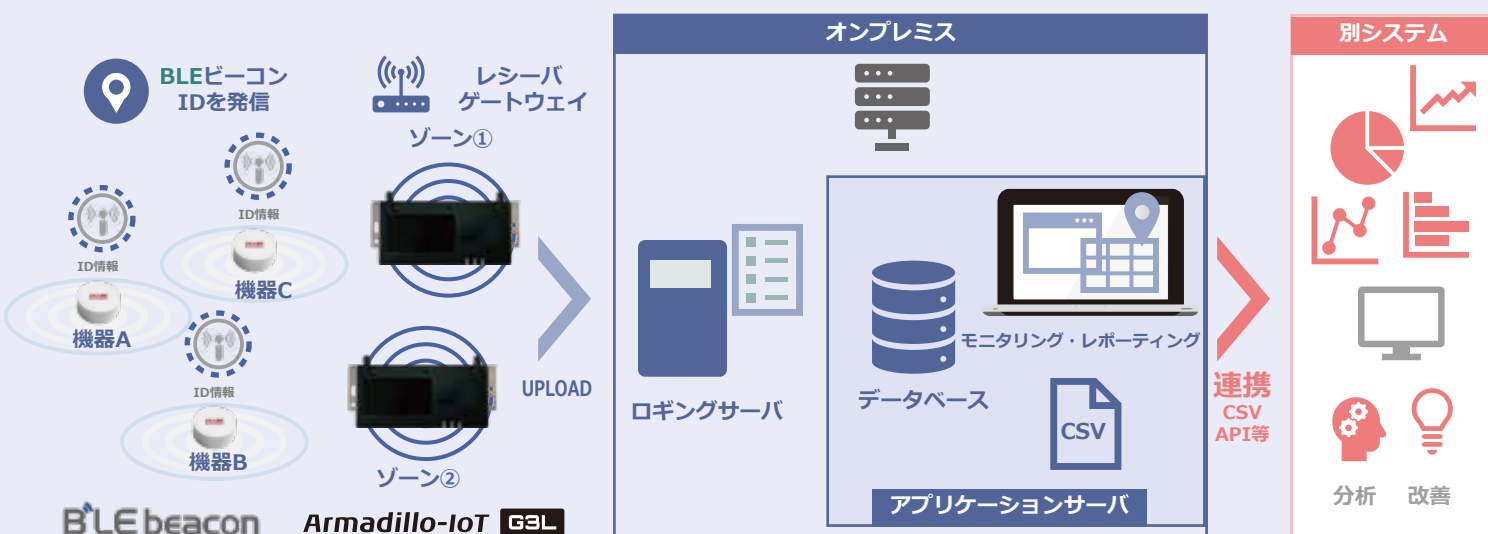 BLEビーコン
IDを発信
レシーバ
ゲートウェイ
ゾーン①
ID情報
機器C
ID情報
機器A
ID情報
機器B
ゾーン②
BLE beacon
Armadillo-IoT G3L
UPLOAD
オンプレミス
ロギングサーバ
データベース
モニタリング・レポーティング
CSV
アプリケーションサーバ
連携
CSV
API等
別システム
分析
改善